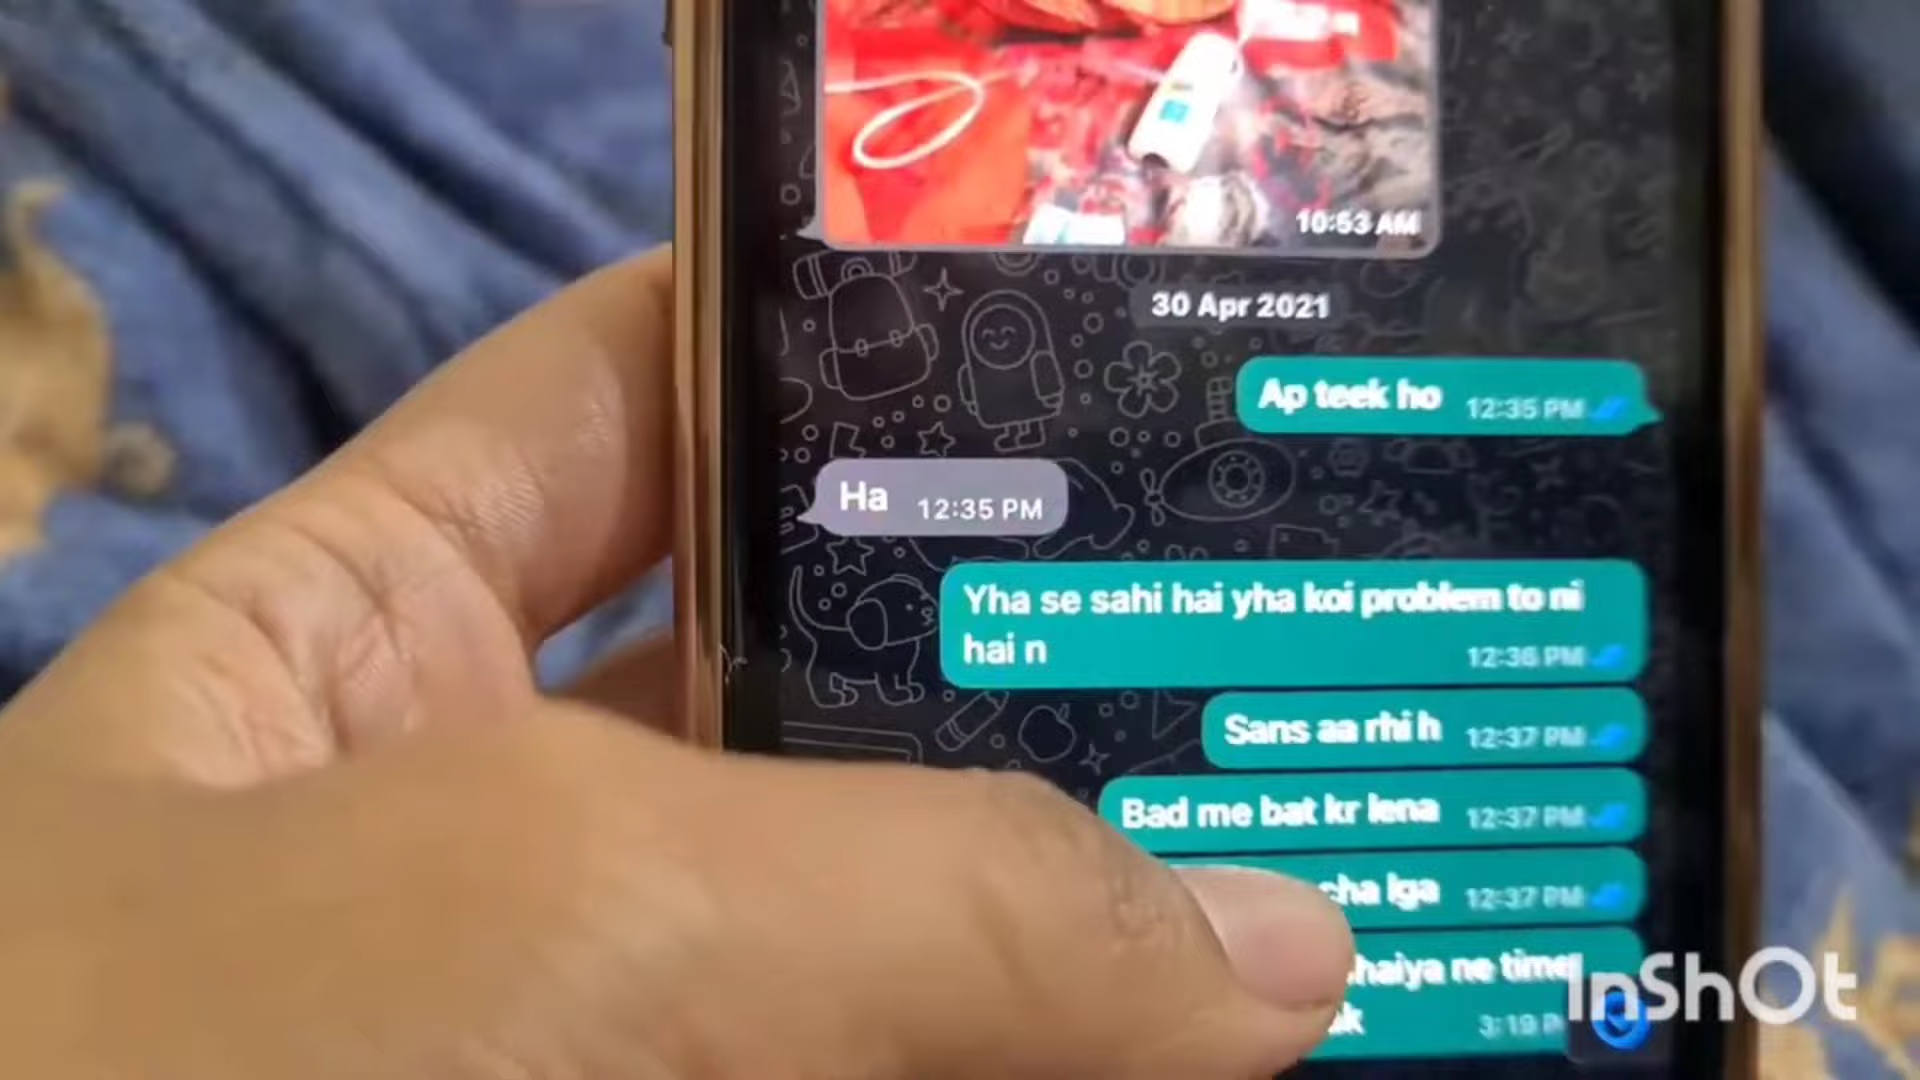 10:53 AM
30 Apr 2021
Ap teek ho 12:35 PM
Ha 12:35 PM
Yha se sahi hai yha koi problem to ni
hai n 12:36 PM
Sans aa rhi h 12:37 PM
Bad me bat kr lena 12:37 PM
cha lga 12:37 PM
haiya ne time
3:19 P
InShOt